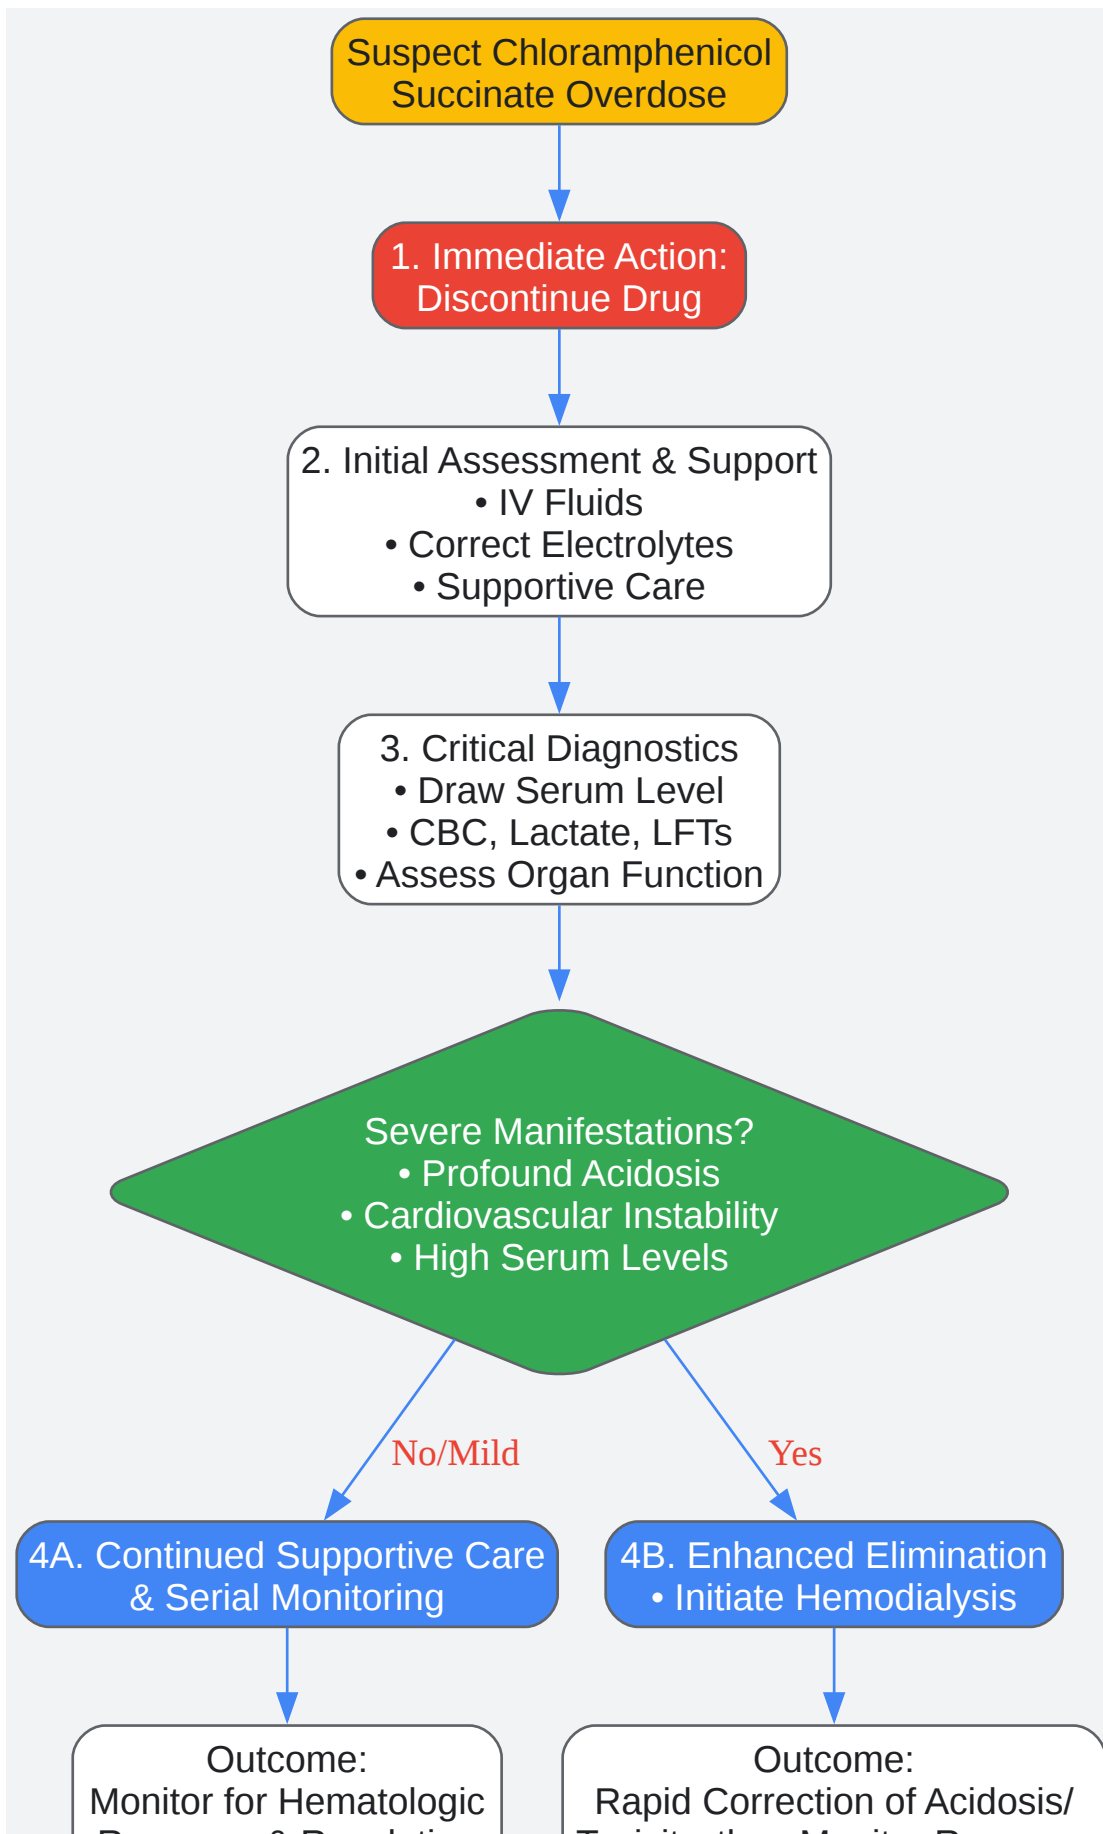 Suspect Chloramphenicol
Succinate Overdose
1. Immediate Action:
Discontinue Drug
2. Initial Assessment & Support
• IV Fluids
• Correct Electrolytes
• Supportive Care
3. Critical Diagnostics
• Draw Serum Level
• CBC, Lactate, LFTs
• Assess Organ Function
Severe Manifestations?
• Profound Acidosis
• Cardiovascular Instability
• High Serum Levels
No/Mild
Yes
4A. Continued Supportive Care
& Serial Monitoring
4B. Enhanced Elimination
• Initiate Hemodialysis
Outcome:
Monitor for Hematologic
Outcome:
Rapid Correction of Acidosis/